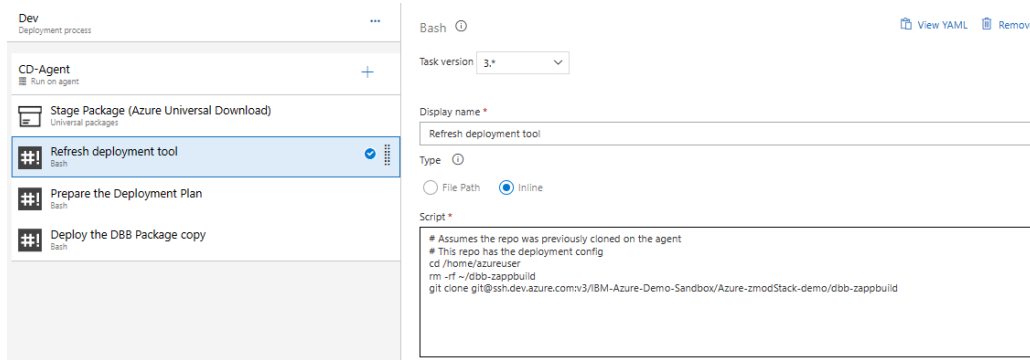 Dev
Deployment process
...
CD-Agent
Run on agent
Stage Package (Azure Universal Download)
Universal packages
#! Refresh deployment tool
Bash
#! Prepare the Deployment Plan
Bash
#! Deploy the DBB Package copy
Bash
Bash
View YAML
Remov
Task version 3.*
Display name *
Refresh deployment tool
Type
File Path
Inline
Script *
# Assumes the repo was previously cloned on the agent
# This repo has the deployment config
cd /home/azureuser
rm -rf ~/dbb-zappbuild
git clone git@ssh.dev.azure.com:v3/IBM-Azure-Demo-Sandbox/Azure-zmodStack-demo/dbb-zappbuild